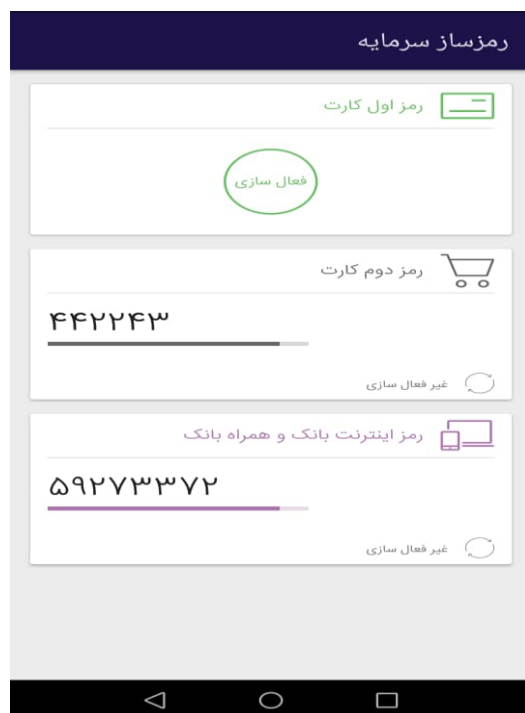 رمزساز سرمایه
رمز اول کارت
فعال سازی
رمز دوم کارت
۴۴۲۲۴۳
غیر فعال سازی
رمز اینترنت بانک و همراه بانک
۵۹۲۷۳۳۷۲
غیر فعال سازی